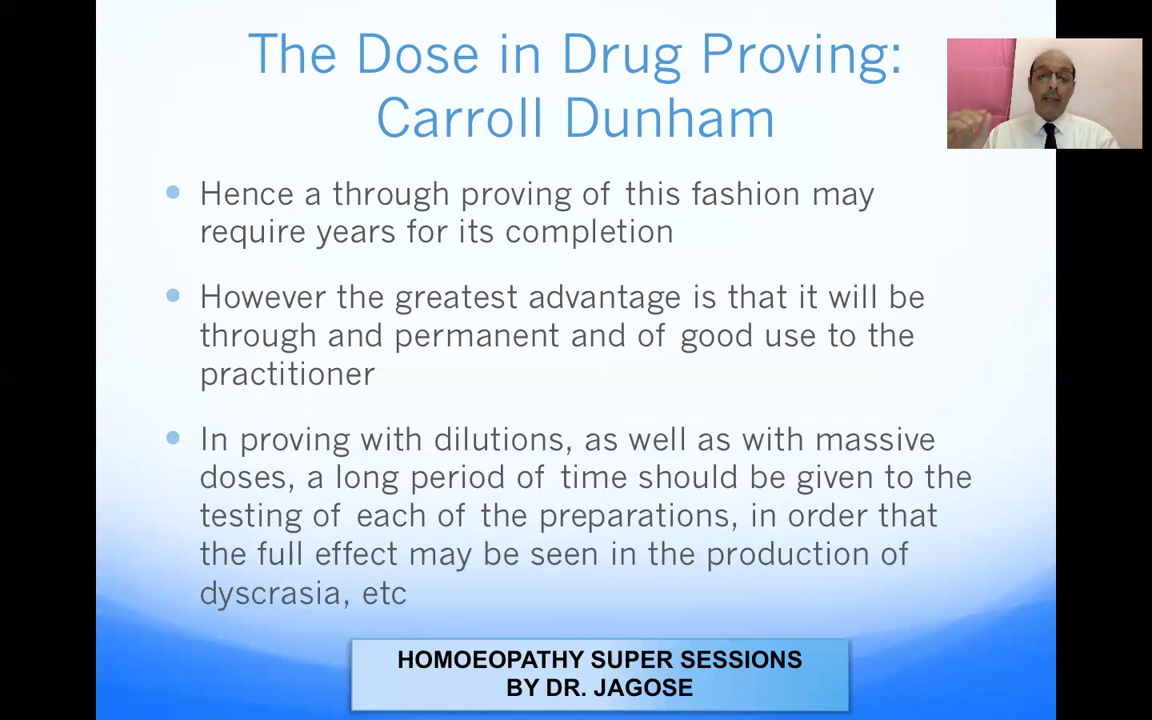 The Dose in Drug Proving:
Carroll Dunham
Hence a through proving of this fashion may
require years for its completion
However the greatest advantage is that it will be
through and permanent and of good use to the
practitioner
In proving with dilutions, as well as with massive
doses, a long period of time should be given to the
testing of each of the preparations, in order that
the full effect may be seen in the production of
dyscrasia, etc
HOMOEOPATHY SUPER SESSIONS
BY DR. JAGOSE